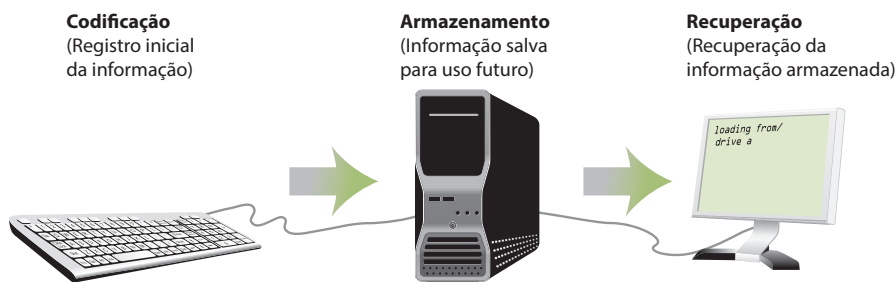 Codificação
(Registro inicial
da informação)
Armazenamento
(Informação salva
para uso futuro)
Recuperação
(Recuperação da
informação armazenada)
loading from/
drive a